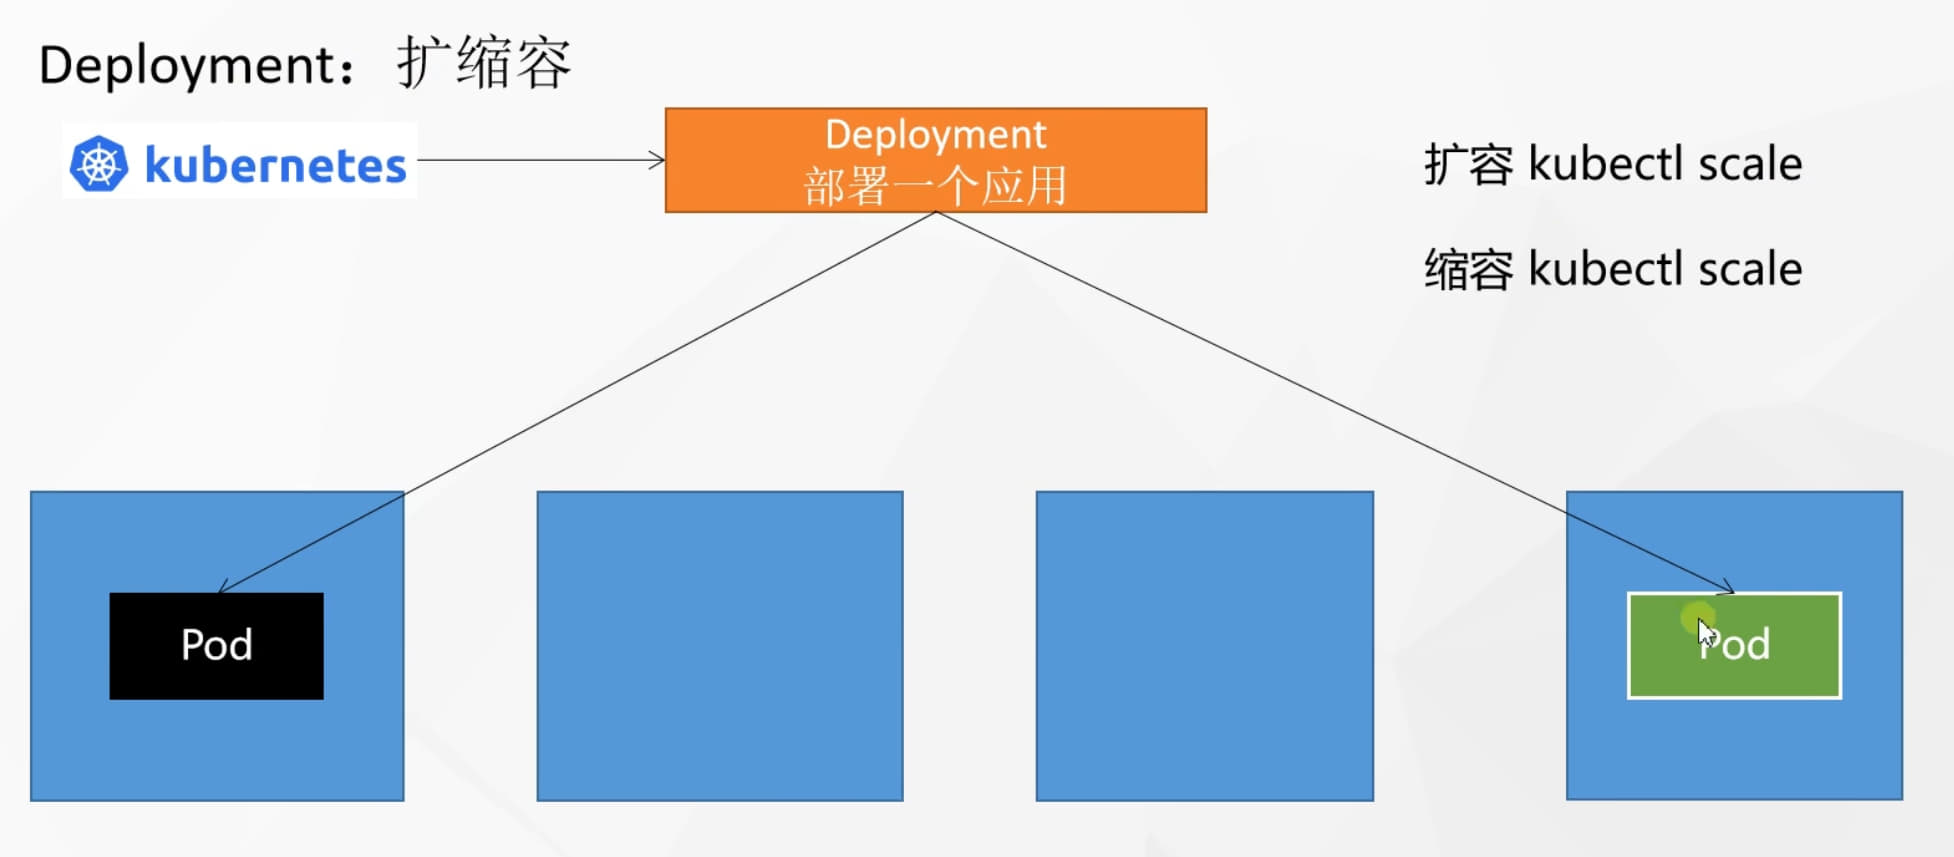 Deployment：扩缩容
kubernetes
Deployment
部署一个应用
扩容 kubectl scale
缩容 kubectl scale
Pod
Pod